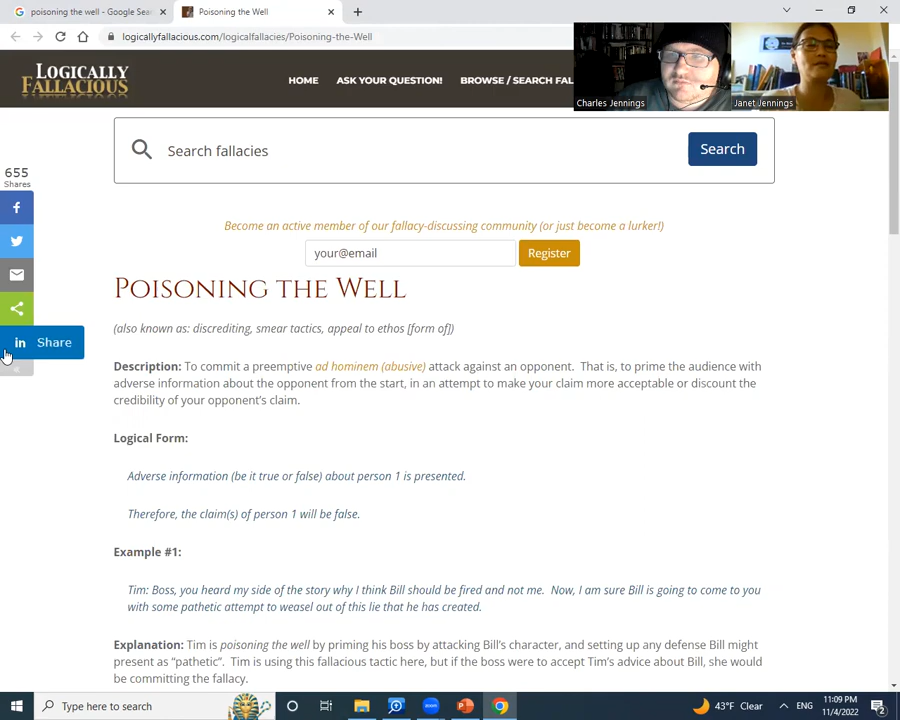 poisoning the well - Google Sear
Poisoning the Well
logicallyfallacious.com/logicalfallacies/Poisoning-the-Well
LOGICALLY
FALLACIOUS
HOME
ASK YOUR QUESTION!
BROWSE / SEARCH FAL
Charles Jennings
Janet Jennings
Search fallacies
Search
655
Shares
Become an active member of our fallacy-discussing community (or just become a lurker!)
your@email
Register
POISONING THE WELL
(also known as: discrediting, smear tactics, appeal to ethos [form of])
in Share
Description: To commit a preemptive ad hominem (abusive) attack against an opponent. That is, to prime the audience with
adverse information about the opponent from the start, in an attempt to make your claim more acceptable or discount the
credibility of your opponent's claim.
Logical Form:
Adverse information (be it true or false) about person 1 is presented.
Therefore, the claim(s) of person 1 will be false.
Example #1:
Tim: Boss, you heard my side of the story why I think Bill should be fired and not me. Now, I am sure Bill is going to come to you
with some pathetic attempt to weasel out of this lie that he has created.
Explanation: Tim is poisoning the well by priming his boss by attacking Bill's character, and setting up any defense Bill might
present as "pathetic". Tim is using this fallacious tactic here, but if the boss were to accept Tim's advice about Bill, she would
be committing the fallacy.
Type here to search
43°F Clear
ENG
11:09 PM
11/4/2022
2